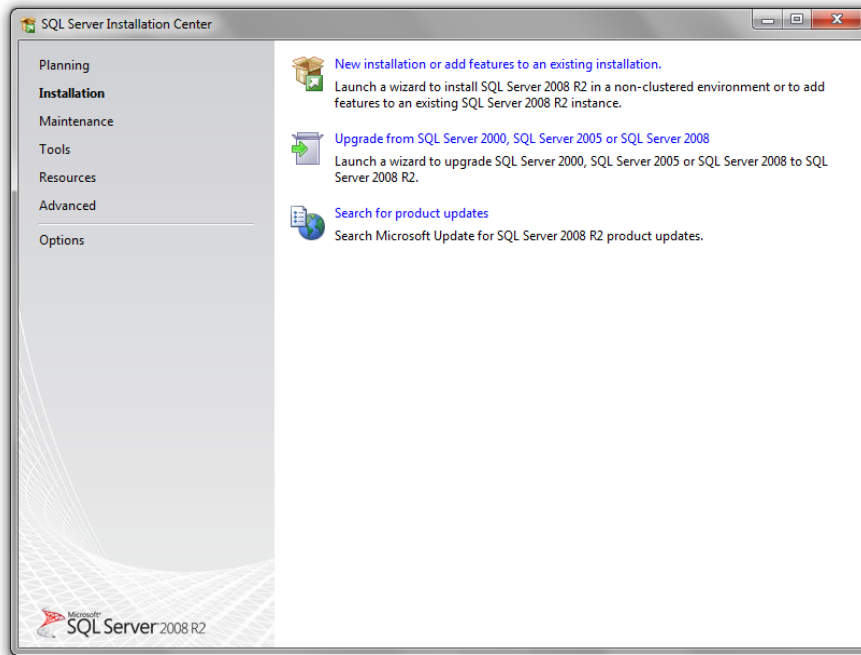 SQL Server Installation Center
Planning
Installation
Maintenance
Tools
Resources
Advanced
Options
New installation or add features to an existing installation.
Launch a wizard to install SQL Server 2008 R2 in a non-clustered environment or to add
features to an existing SQL Server 2008 R2 instance.
Upgrade from SQL Server 2000, SQL Server 2005 or SQL Server 2008
Launch a wizard to upgrade SQL Server 2000, SQL Server 2005 or SQL Server 2008 to SQL
Server 2008 R2.
Search for product updates
Search Microsoft Update for SQL Server 2008 R2 product updates.
Microsoft®
SQL Server 2008 R2